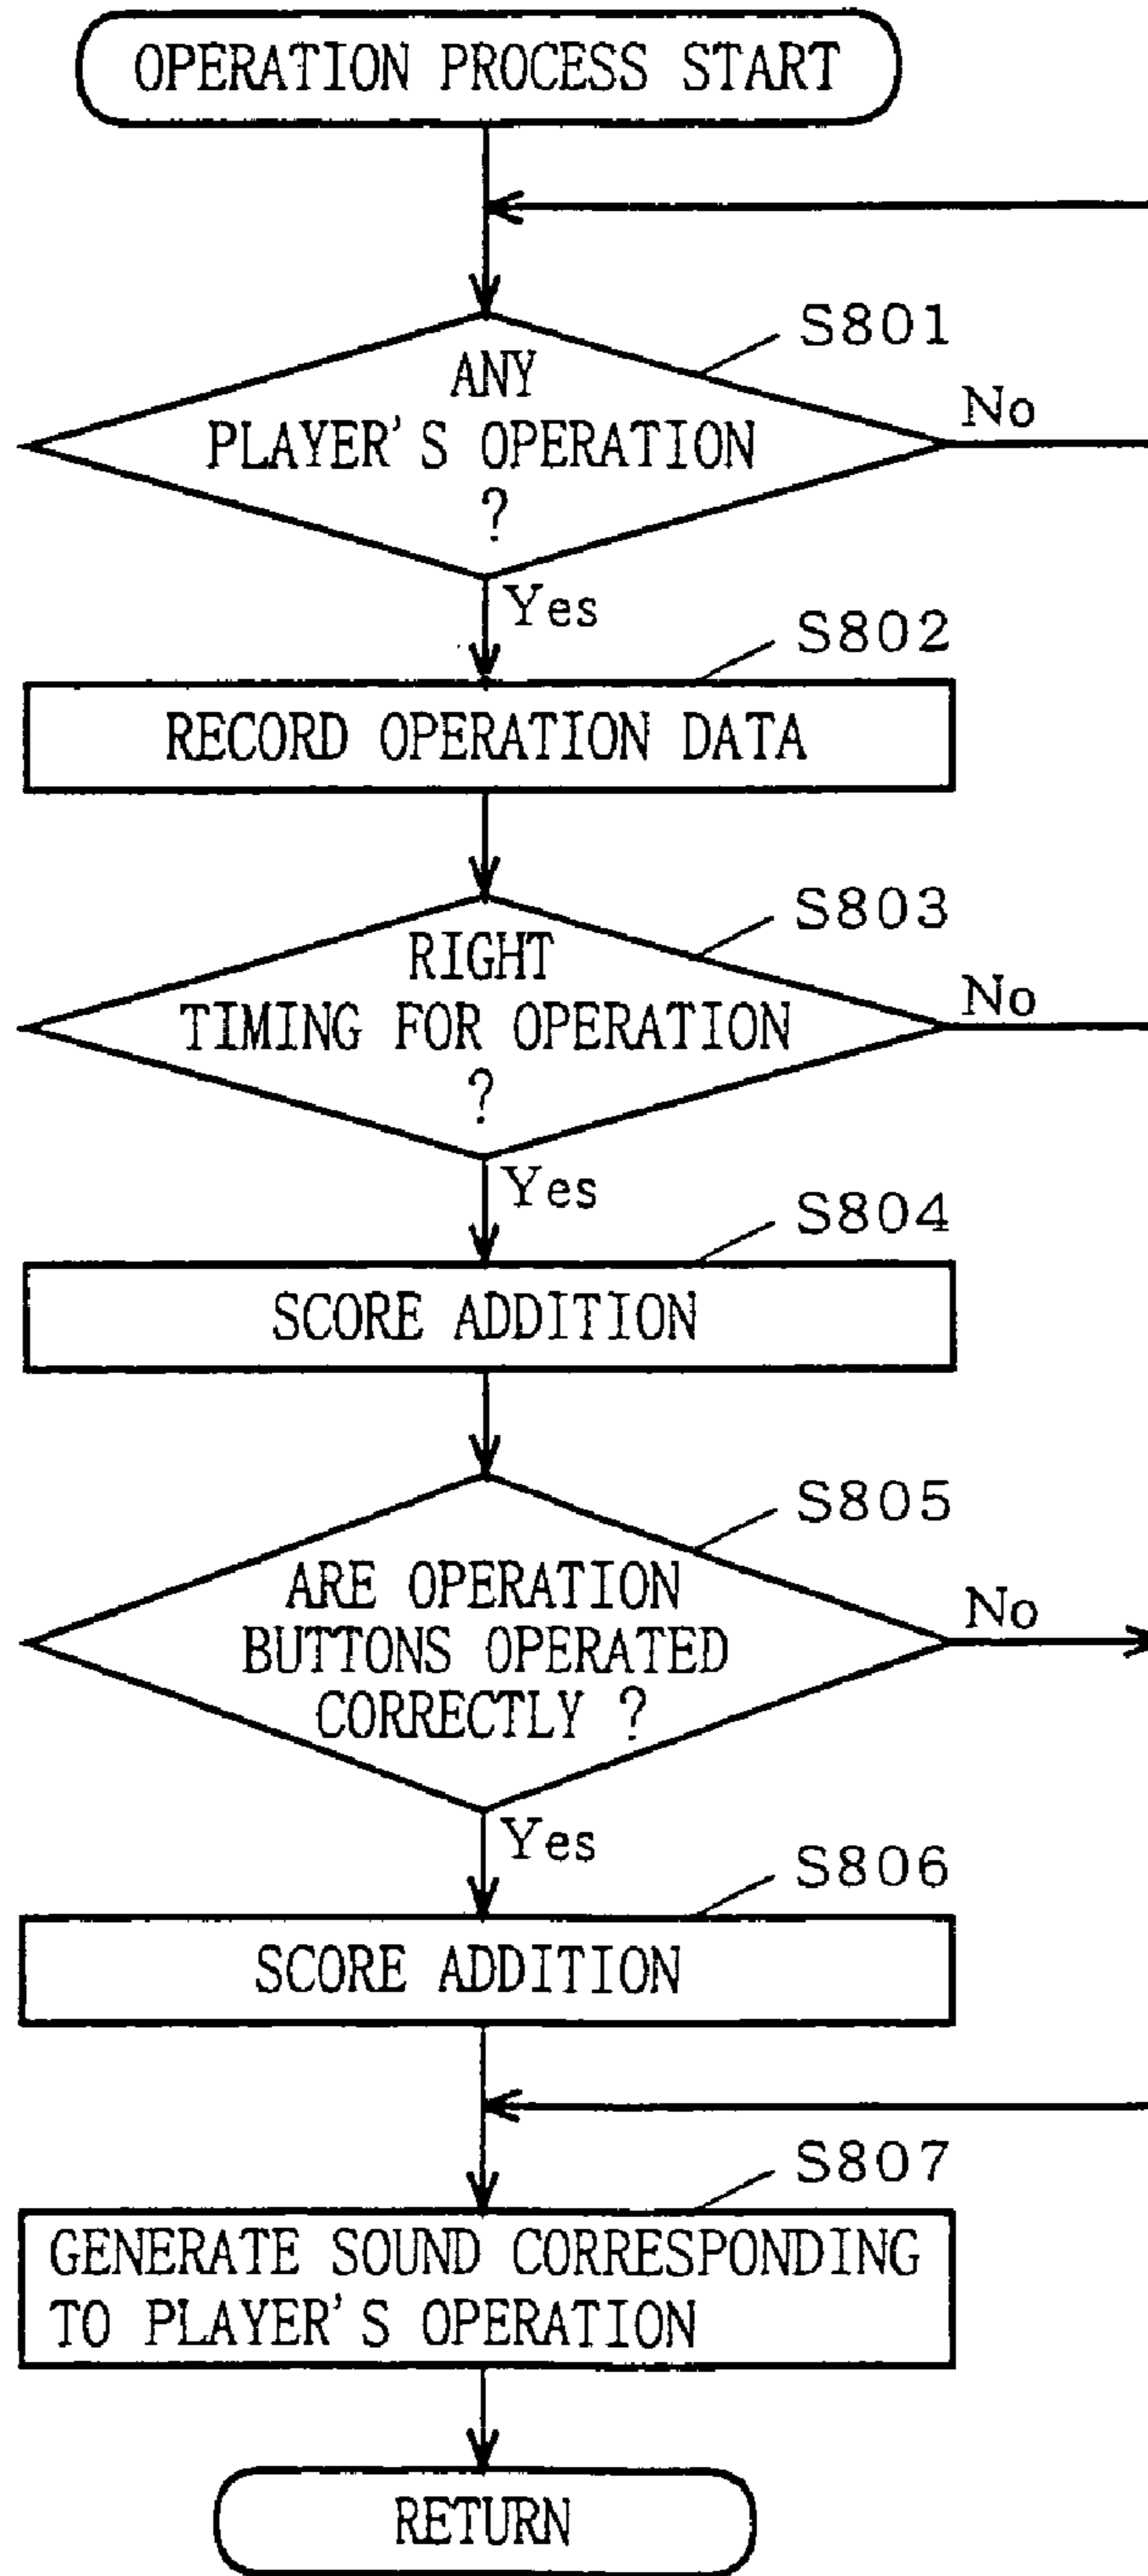 OPERATION PROCESS START
S801
ANY
PLAYER'S OPERATION
?
No
Yes
S802
RECORD OPERATION DATA
S803
RIGHT
TIMING FOR OPERATION
?
No
Yes
S804
SCORE ADDITION
S805
ARE OPERATION
BUTTONS OPERATED
CORRECTLY ?
No
Yes
S806
SCORE ADDITION
S807
GENERATE SOUND CORRESPONDING
TO PLAYER'S OPERATION
RETURN